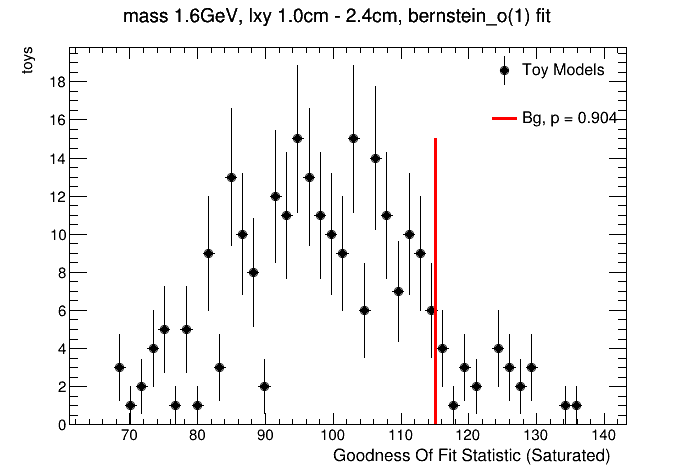 mass 1.6GeV, lxy 1.0cm - 2.4cm, bernstein_o(1) fit
toys
Toy Models
Bg, p = 0.904
18
16
14
12
10
8
6
4
2
0
70 80 90 100 110 120 130 140
Goodness Of Fit Statistic (Saturated)